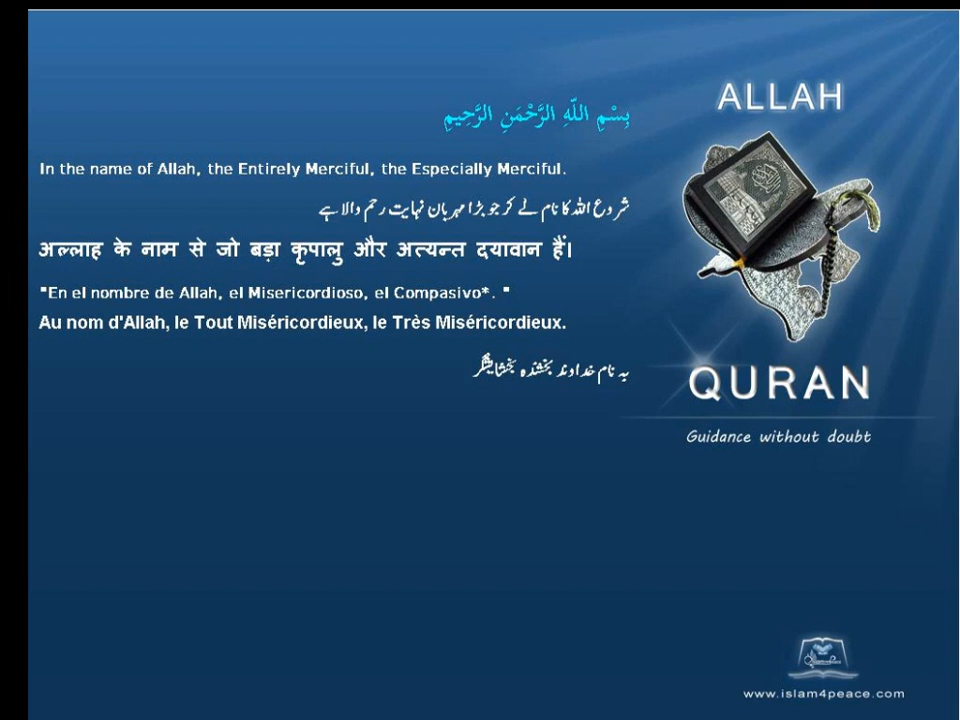 بِسْمِ اللَّهِ الرَّحْمَنِ الرَّحِيمِ
In the name of Allah, the Entirely Merciful, the Especially Merciful.
شروع الله کا نام لے کر جو بڑا مہربان نہایت رحم والا ہے
अल्लाह के नाम से जो बड़ा कृपालु और अत्यन्त दयावान हैं।
"En el nombre de Allah, el Misericordioso, el Compasivo*. "
Au nom d'Allah, le Tout Miséricordieux, le Très Miséricordieux.
به نام خداوند بخشنده بخشایشگر
ALLAH
QURAN
Guidance without doubt
www.islam4peace.com